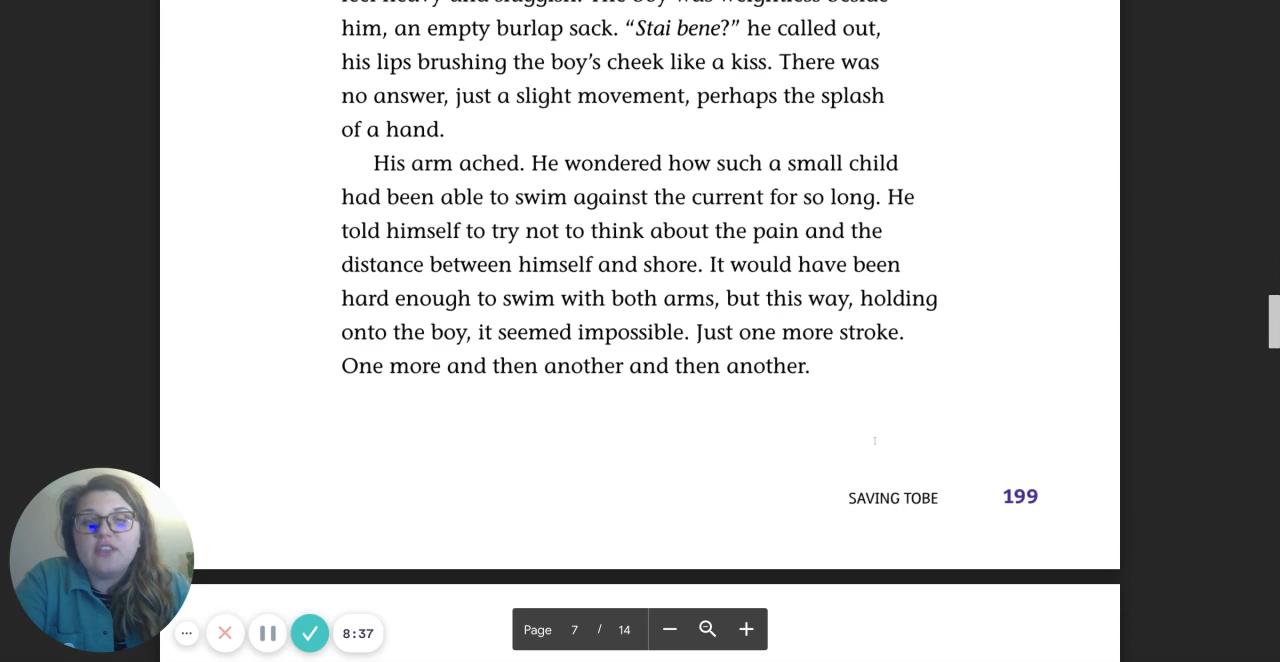 him, an empty burlap sack. “Stai bene?” he called out,
his lips brushing the boy’s cheek like a kiss. There was
no answer, just a slight movement, perhaps the splash
of a hand.
His arm ached. He wondered how such a small child
had been able to swim against the current for so long. He
told himself to try not to think about the pain and the
distance between himself and shore. It would have been
hard enough to swim with both arms, but this way, holding
onto the boy, it seemed impossible. Just one more stroke.
One more and then another and then another.
SAVING TOBE 199
8:37
Page 7 / 14